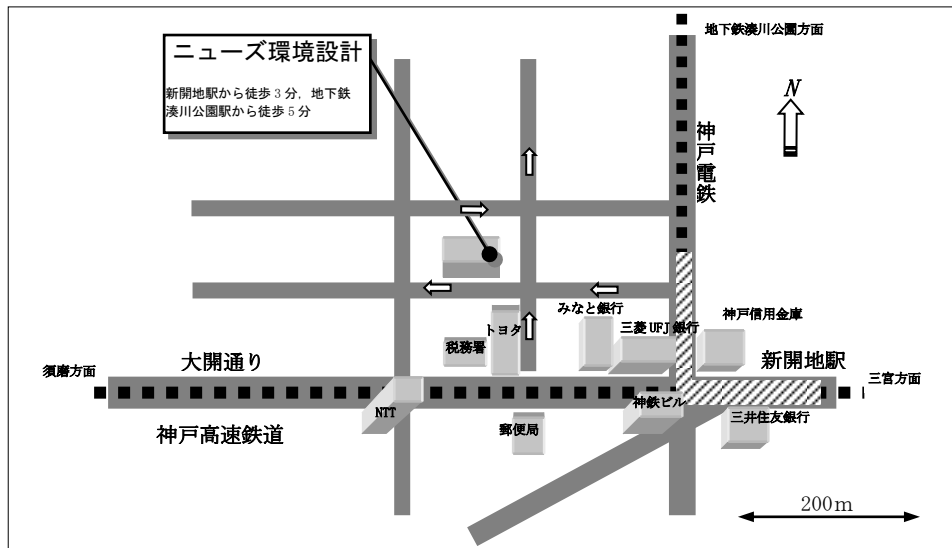 地下鉄湊川公園方面
ニューズ環境設計
新開地駅から徒歩3分，地下鉄
湊川公園駅から徒歩5分
N
神戸電鉄
みなと銀行
神戸信用金庫
トヨタ
三菱UFJ銀行
税務署
大開通り
新開地駅
須磨方面
三宮方面
NTT
神鉄ビル
三井住友銀行
神戸高速鉄道
郵便局
200m